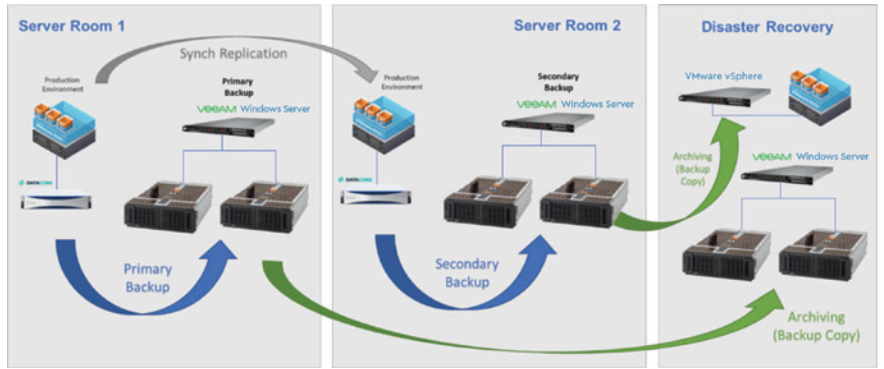 Server Room 1
Synch Replication
Production
Environment
Primary
Backup
veeAM Windows Server
DATACORE
Primary
Backup
Server Room 2
Production
Environment
Secondary
Backup
veeAM Windows Server
DATACORE
Secondary
Backup
Disaster Recovery
VMware vSphere
Archiving
(Backup
Copy)
veeAM Windows Server
Archiving
(Backup Copy)